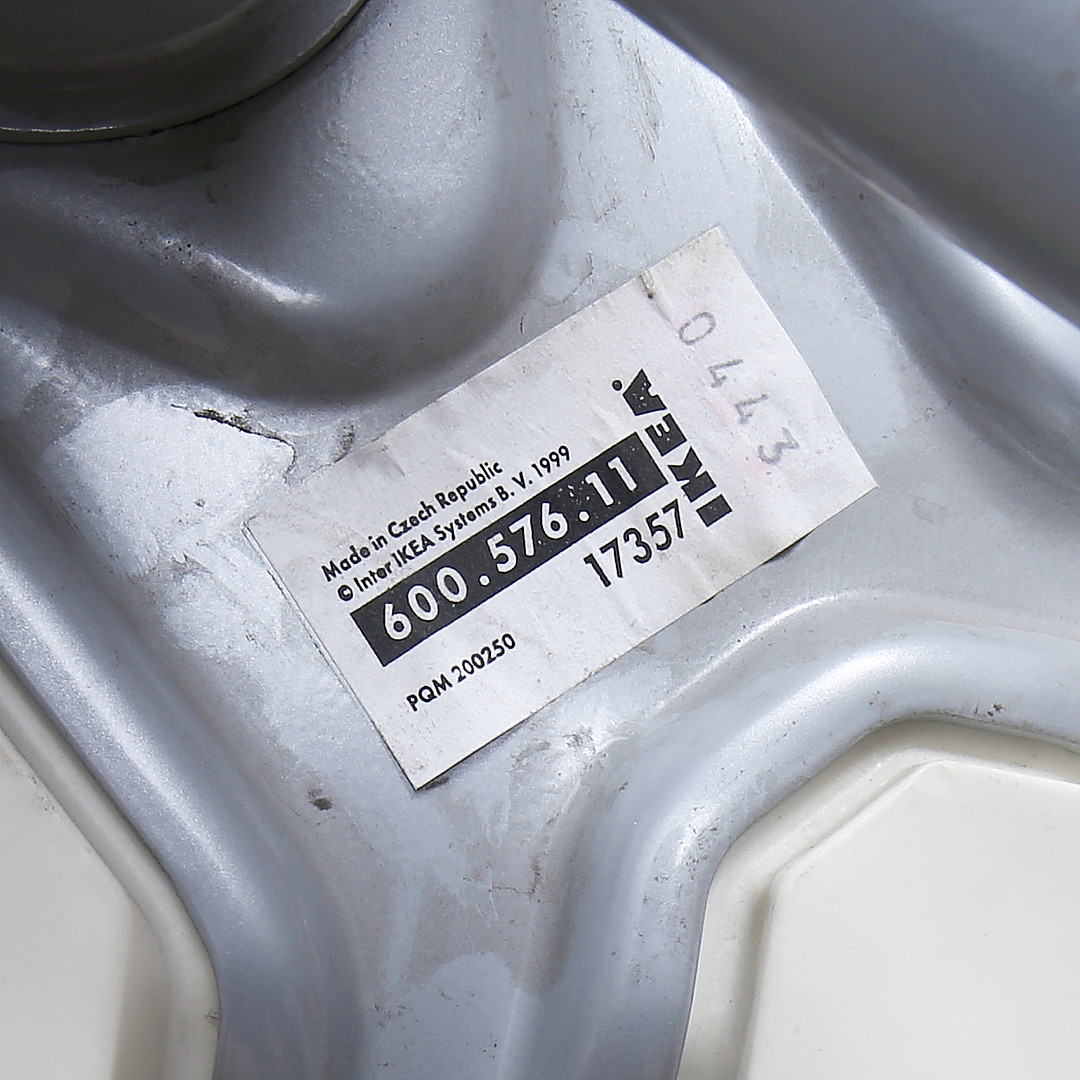 Made in Czech Republic
© Inter IKEA Systems B. V. 1999
600.576.11
17357
PQM 200250
IKEA
0443